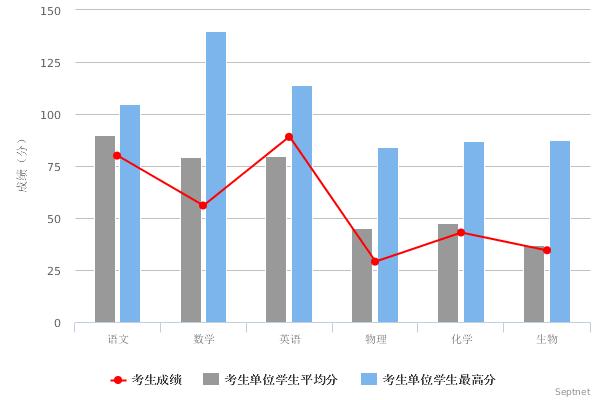 150
125
100
75
50
25
0
成绩（分）
语文 数学 英语 物理 化学 生物
考生成绩 考生单位学生平均分 考生单位学生最高分
Septnet